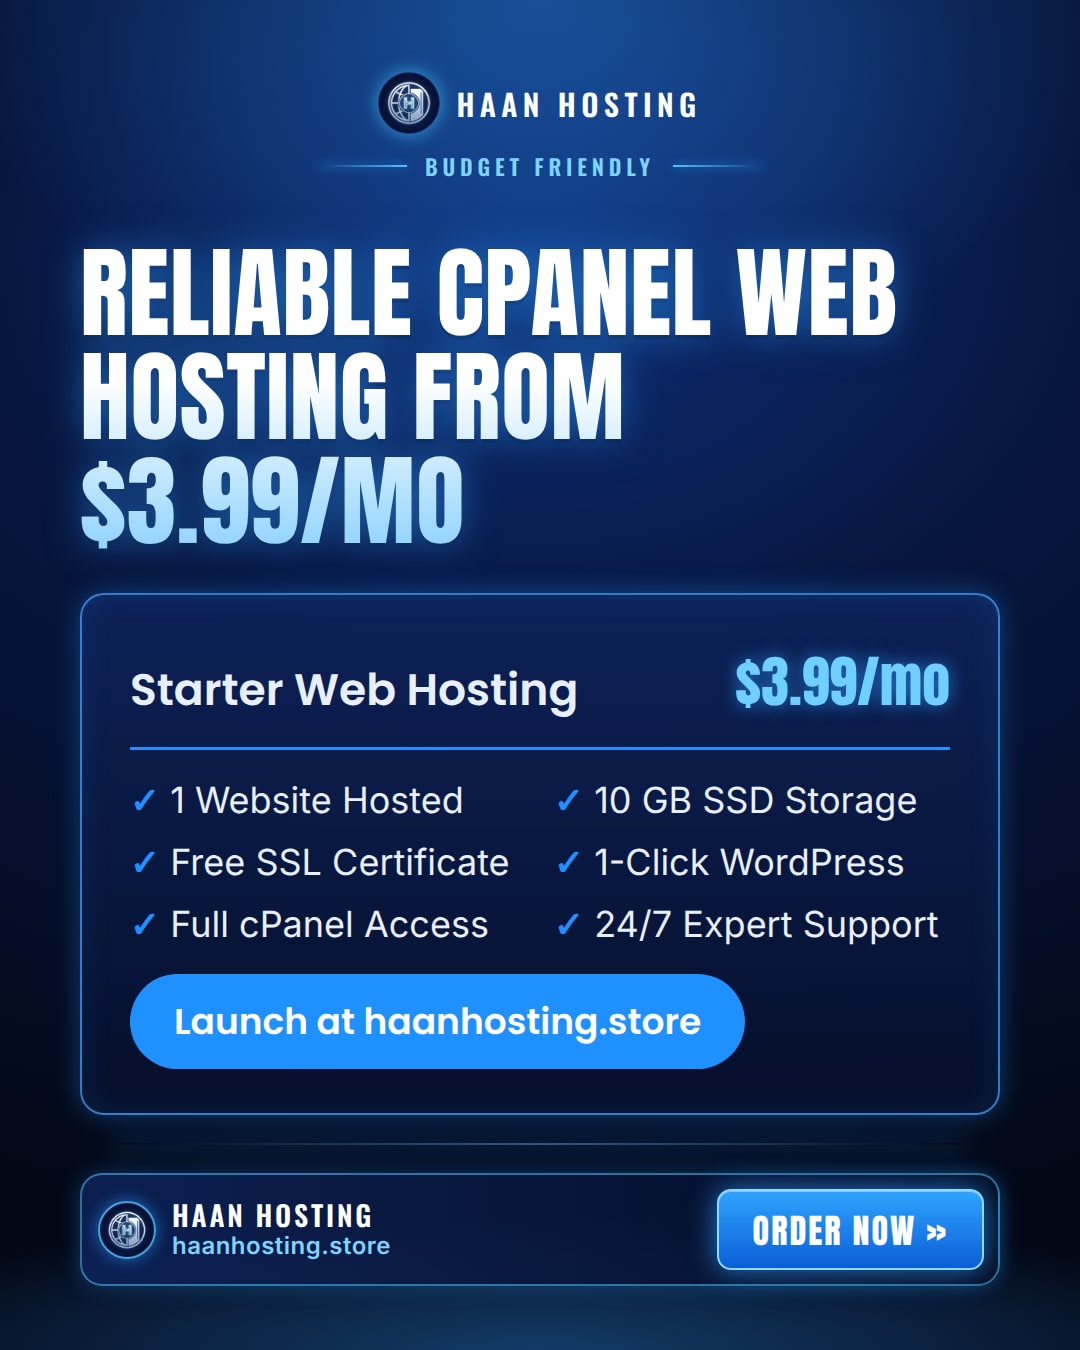 HAAN HOSTING
BUDGET FRIENDLY
RELIABLE CPANEL WEB
HOSTING FROM
$3.99/MO
Starter Web Hosting
$3.99/mo
✓ 1 Website Hosted
✓ 10 GB SSD Storage
✓ Free SSL Certificate
✓ 1-Click WordPress
✓ Full cPanel Access
✓ 24/7 Expert Support
Launch at haanhosting.store
HAAN HOSTING
haanhosting.store
ORDER NOW »